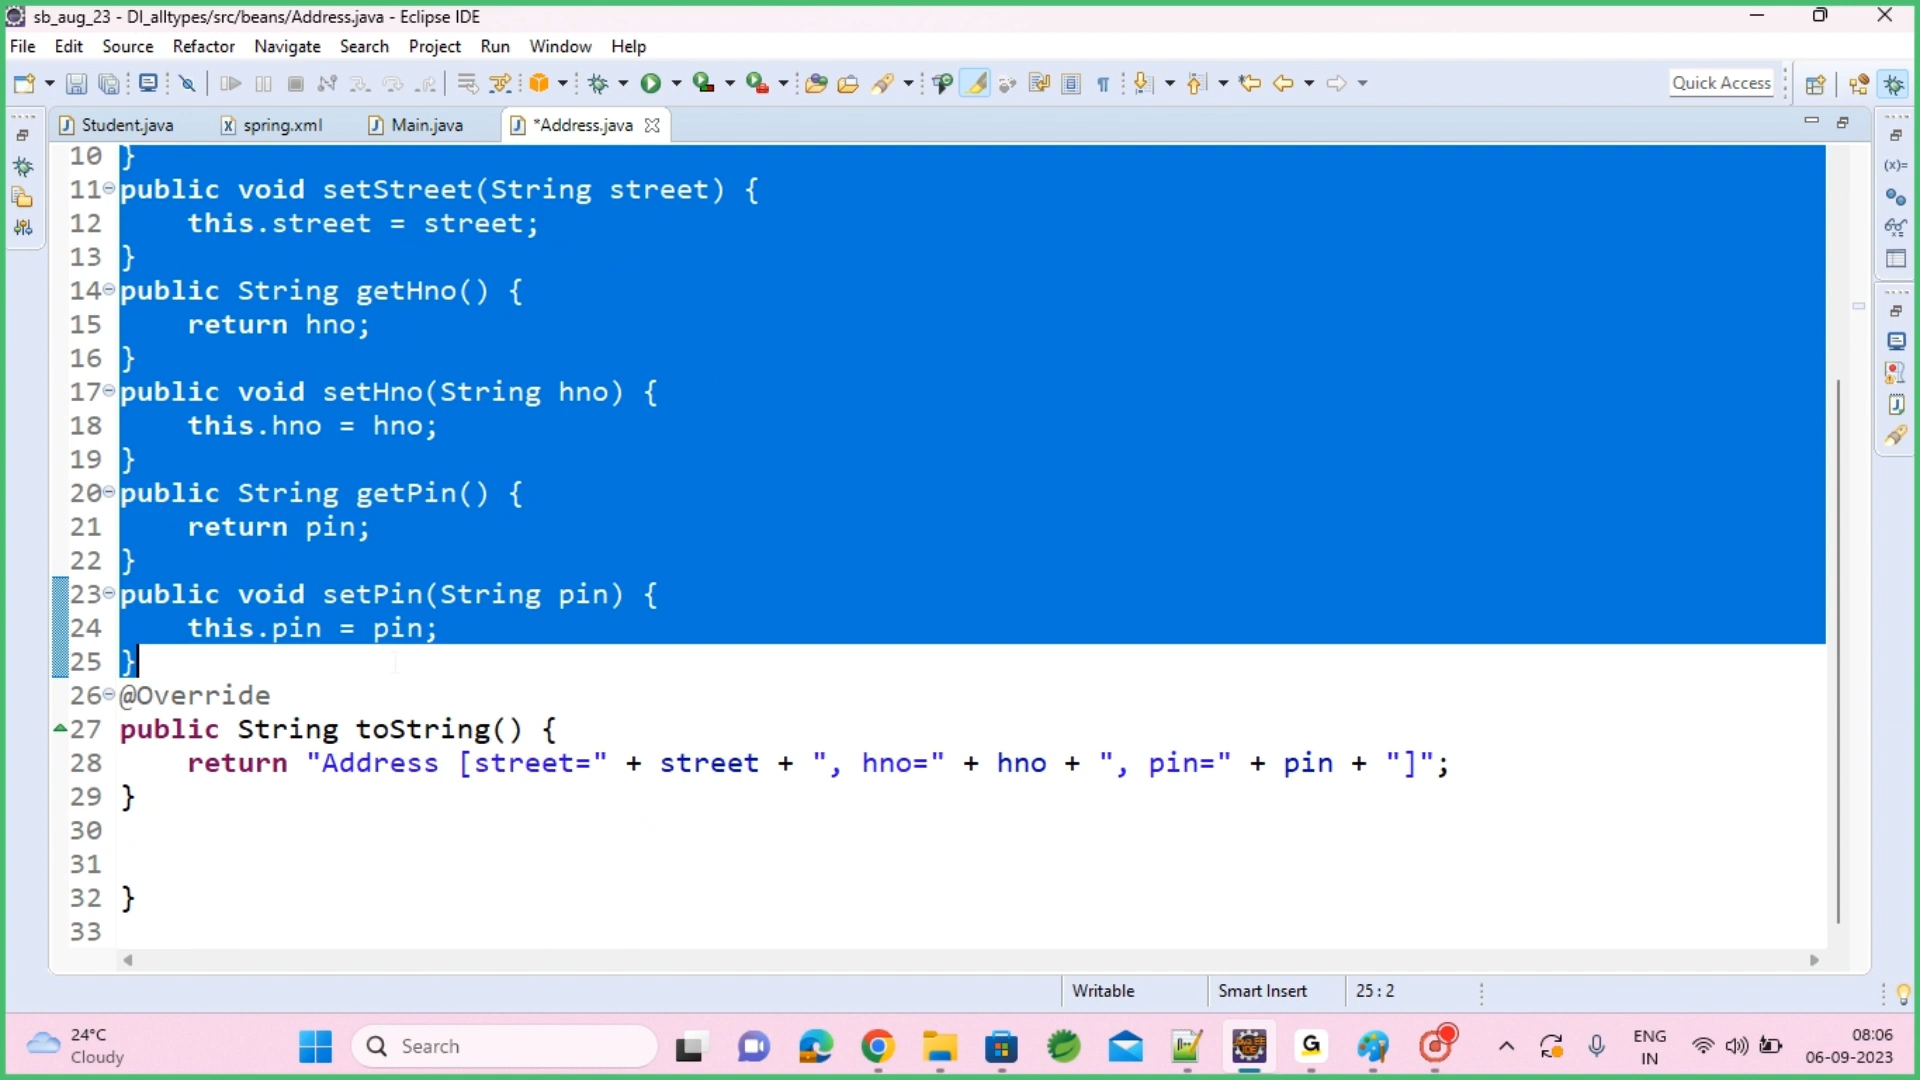 sb_aug_23 - DI_alltypes/src/beans/Address.java - Eclipse IDE
File Edit Source Refactor Navigate Search Project Run Window Help
Quick Access
Student.java spring.xml Main.java *Address.java
10 }
11 public void setStreet(String street) {
12 this.street = street;
13 }
14 public String getHno() {
15 return hno;
16 }
17 public void setHno(String hno) {
18 this.hno = hno;
19 }
20 public String getPin() {
21 return pin;
22 }
23 public void setPin(String pin) {
24 this.pin = pin;
25 }
26 @Override
27 public String toString() {
28 return "Address [street=" + street + ", hno=" + hno + ", pin=" + pin + "]";
29 }
30
31
32 }
33
Writable Smart Insert 25 : 2
24°C
Cloudy
Search
ENG
IN
08:06
06-09-2023